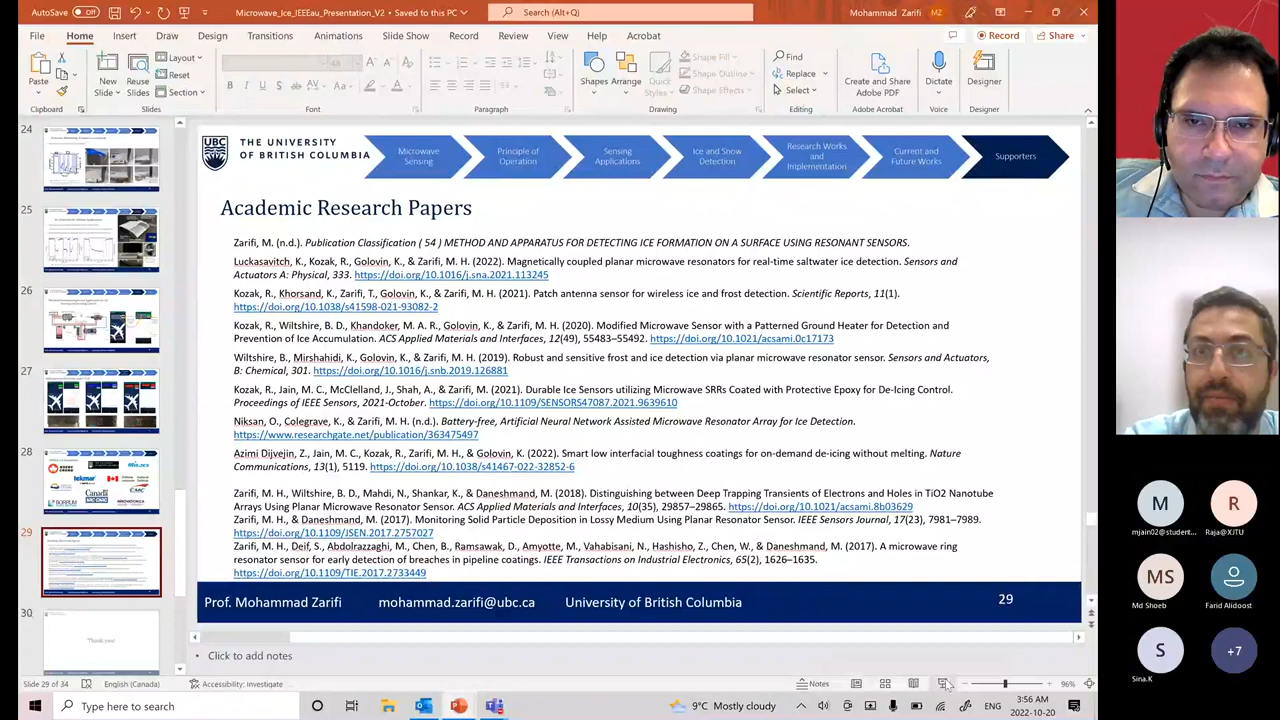 AutoSave Off Microwave_Ice_IEEEau_Presentation_V2 • Saved to this PC Search (Alt+Q) Mohammad Zarifi MZ
File Home Insert Draw Design Transitions Animations Slide Show Record Review View Help Acrobat Record Share
Paste New Slide Reuse Slides Layout Reset Section Shapes Arrange Quick Styles Shape Fill Shape Outline Shape Effects Find Replace Select Create and Share Adobe PDF Dictate Designer
Clipboard Slides Font Paragraph Drawing Editing Adobe Acrobat Voice Designer
24
25
26
27
28
29
30
Thank you!
UBC THE UNIVERSITY
OF BRITISH COLUMBIA
Microwave Sensing
Principle of Operation
Sensing Applications
Ice and Snow Detection
Research Works and Implementation
Current and Future Works
Supporters
Academic Research Papers
Zarifi, M. (n.d.). Publication Classification ( 54 ) METHOD AND APPARATUS FOR DETECTING ICE FORMATION ON A SURFACE USING RESONANT SENSORS.
Luckasavitch, K., Kozak, R., Golovin, K., & Zarifi, M. H. (2022). Magnetically coupled planar microwave resonators for real-time saltwater ice detection. Sensors and
Actuators A: Physical, 333. https://doi.org/10.1016/j.sna.2021.113245
Kozak, R., Khorsand, K., Zarifi, T., Golovin, K., & Zarifi, M. H. (2021). Patch antenna sensor for wireless ice and frost detection. Scientific Reports, 11(1).
https://doi.org/10.1038/s41598-021-93082-2
Kozak, R., Wiltshire, B. D., Khandoker, M. A. R., Golovin, K., & Zarifi, M. H. (2020). Modified Microwave Sensor with a Patterned Ground Heater for Detection and
Prevention of Ice Accumulation. ACS Applied Materials and Interfaces, 12(49), 55483–55492. https://doi.org/10.1021/acsami.0c17173
Wiltshire, B., Mirshahidi, K., Golovin, K., & Zarifi, M. H. (2019). Robust and sensitive frost and ice detection via planar microwave resonator sensor. Sensors and Actuators,
B: Chemical, 301. https://doi.org/10.1016/j.snb.2019.126881
Kozak, R., Jain, M. C., McClelland, J., Shah, A., & Zarifi, M. H. (2021). Durable Ice Sensors utilizing Microwave SRRs Coated with Protective Epoxy for De-Icing Control.
Proceedings of IEEE Sensors, 2021-October. https://doi.org/10.1109/SENSORS47087.2021.9639610
Niksan, O., Colegrave, K., & Zarifi, M. H. (n.d.). Battery-free, Artificial Neural Network Assisted Microwave Resonator Array for Ice Detection.
https://www.researchgate.net/publication/363475497
Azimi Dijvejin, Z., Jain, M. C., Kozak, R., Zarifi, M. H., & Golovin, K. (2022). Smart low interfacial toughness coatings for on-demand de-icing without melting. Nature
Communications, 13(1), 5119. https://doi.org/10.1038/s41467-022-32852-6
Zarifi, M. H., Wiltshire, B. D., Mahdi, N., Shankar, K., & Daneshmand, M. (2018). Distinguishing between Deep Trapping Transients of Electrons and Holes in TiO2 Nanotube
Arrays Using Planar Microwave Resonator Sensor. ACS Applied Materials and Interfaces, 10(35), 29857–29865. https://doi.org/10.1021/acsami.8b03629
Zarifi, M. H., & Daneshmand, M. (2017). Monitoring Solid Particle Deposition in Lossy Medium Using Planar Resonator Sensor. IEEE Sensors Journal, 17(23), 7981–7989.
https://doi.org/10.1109/JSEN.2017.2757027
Zarifi, M. H., Deif, S., Abdolrazzaghi, M., Chen, B., Ramsawak, D., Amyotte, M., Vahabisani, N., Hashisho, Z., Chen, W., & Daneshmand, M. (2017). A microwave ring
resonator sensor for early detection of breaches in pipeline coatings. IEEE Transactions on Industrial Electronics, 65(2), 1626–1635.
https://doi.org/10.1109/TIE.2017.2733449
Prof. Mohammad Zarifi mohammad.zarifi@ubc.ca University of British Columbia 29
Click to add notes
Slide 29 of 34 English (Canada) Accessibility: Investigate Notes 96%
Type here to search 9°C Mostly cloudy ENG 3:56 AM
2022-10-20
M R
mjain02@student... Raja@XJTU
MS
Md Shoeb Farid Alidoost
S +7
Sina.K